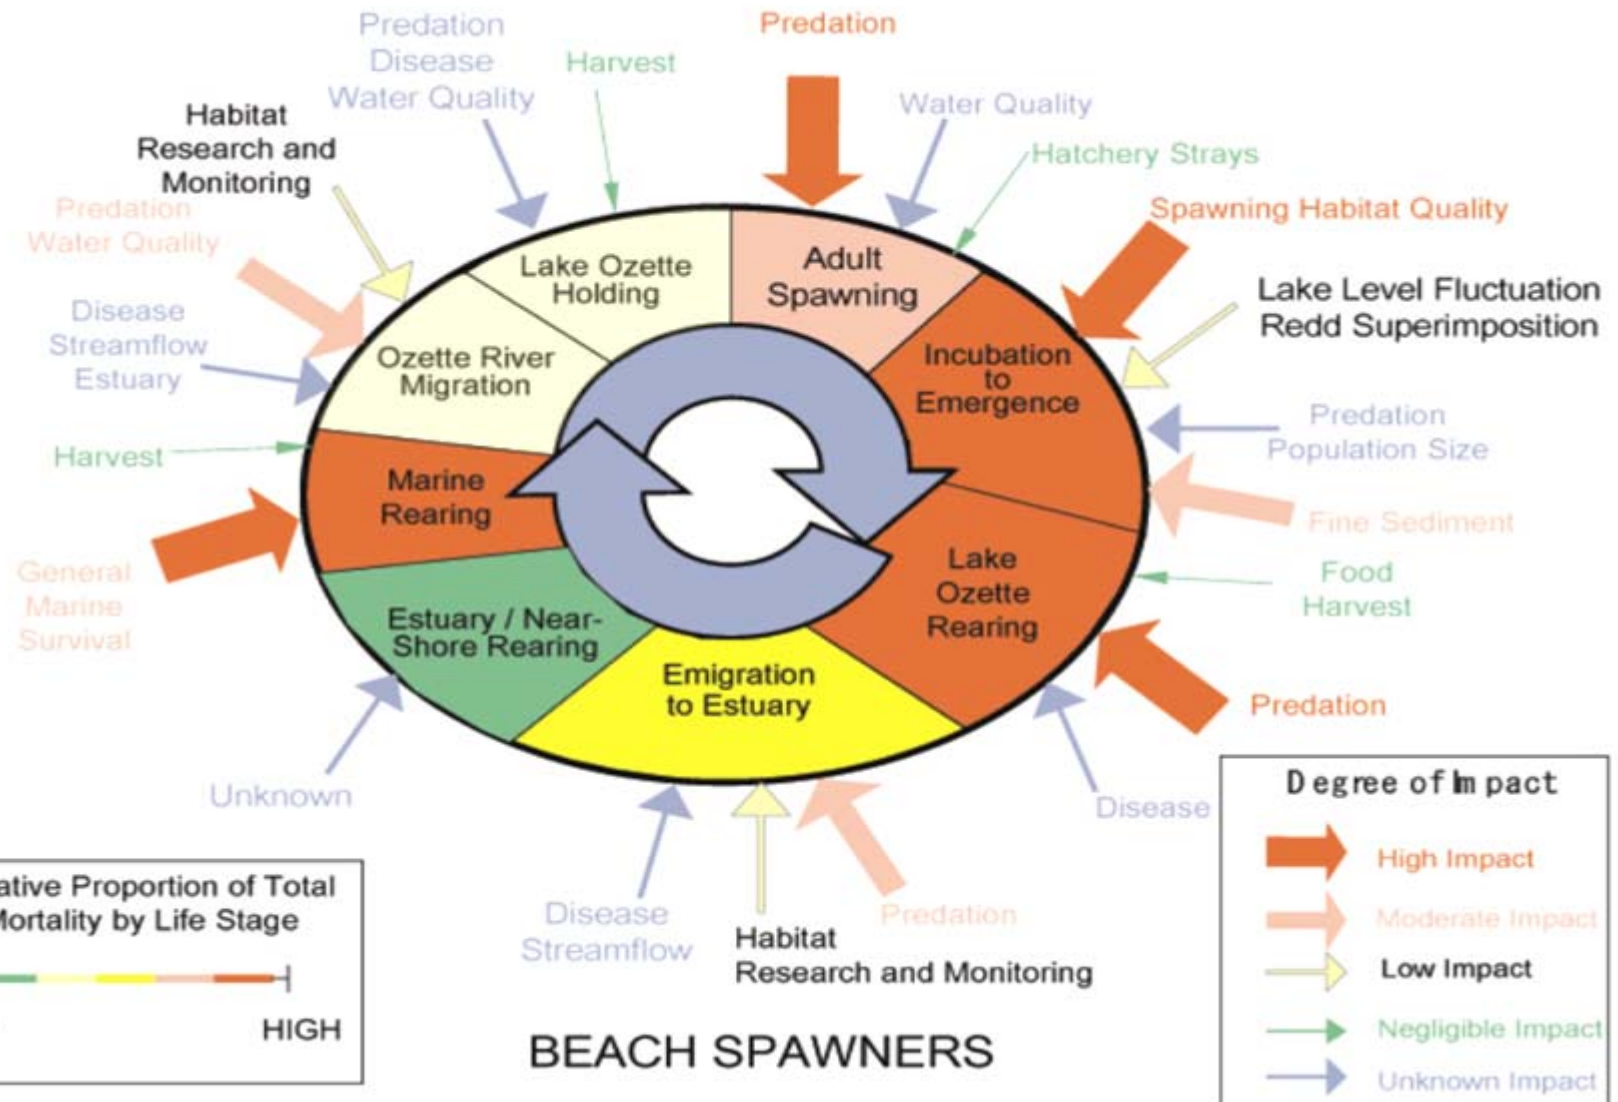 Predation
Disease
Water Quality
Harvest
Predation
Water Quality
Hatchery Strays
Habitat
Research and
Monitoring
Predation
Water Quality
Disease
Streamflow
Estuary
Harvest
General
Marine
Survival
Spawning Habitat Quality
Lake Level Fluctuation
Redd Superimposition
Predation
Population Size
Fine Sediment
Food
Harvest
Predation
Disease
Lake Ozette
Holding
Adult
Spawning
Ozette River
Migration
Incubation
to
Emergence
Marine
Rearing
Lake
Ozette
Rearing
Estuary / Near-
Shore Rearing
Emigration
to Estuary
Unknown
Disease
Streamflow
Habitat
Research and Monitoring
Predation
ative Proportion of Total
Mortality by Life Stage
HIGH
BEACH SPAWNERS
Degree of Impact
High Impact
Moderate Impact
Low Impact
Negligible Impact
Unknown Impact